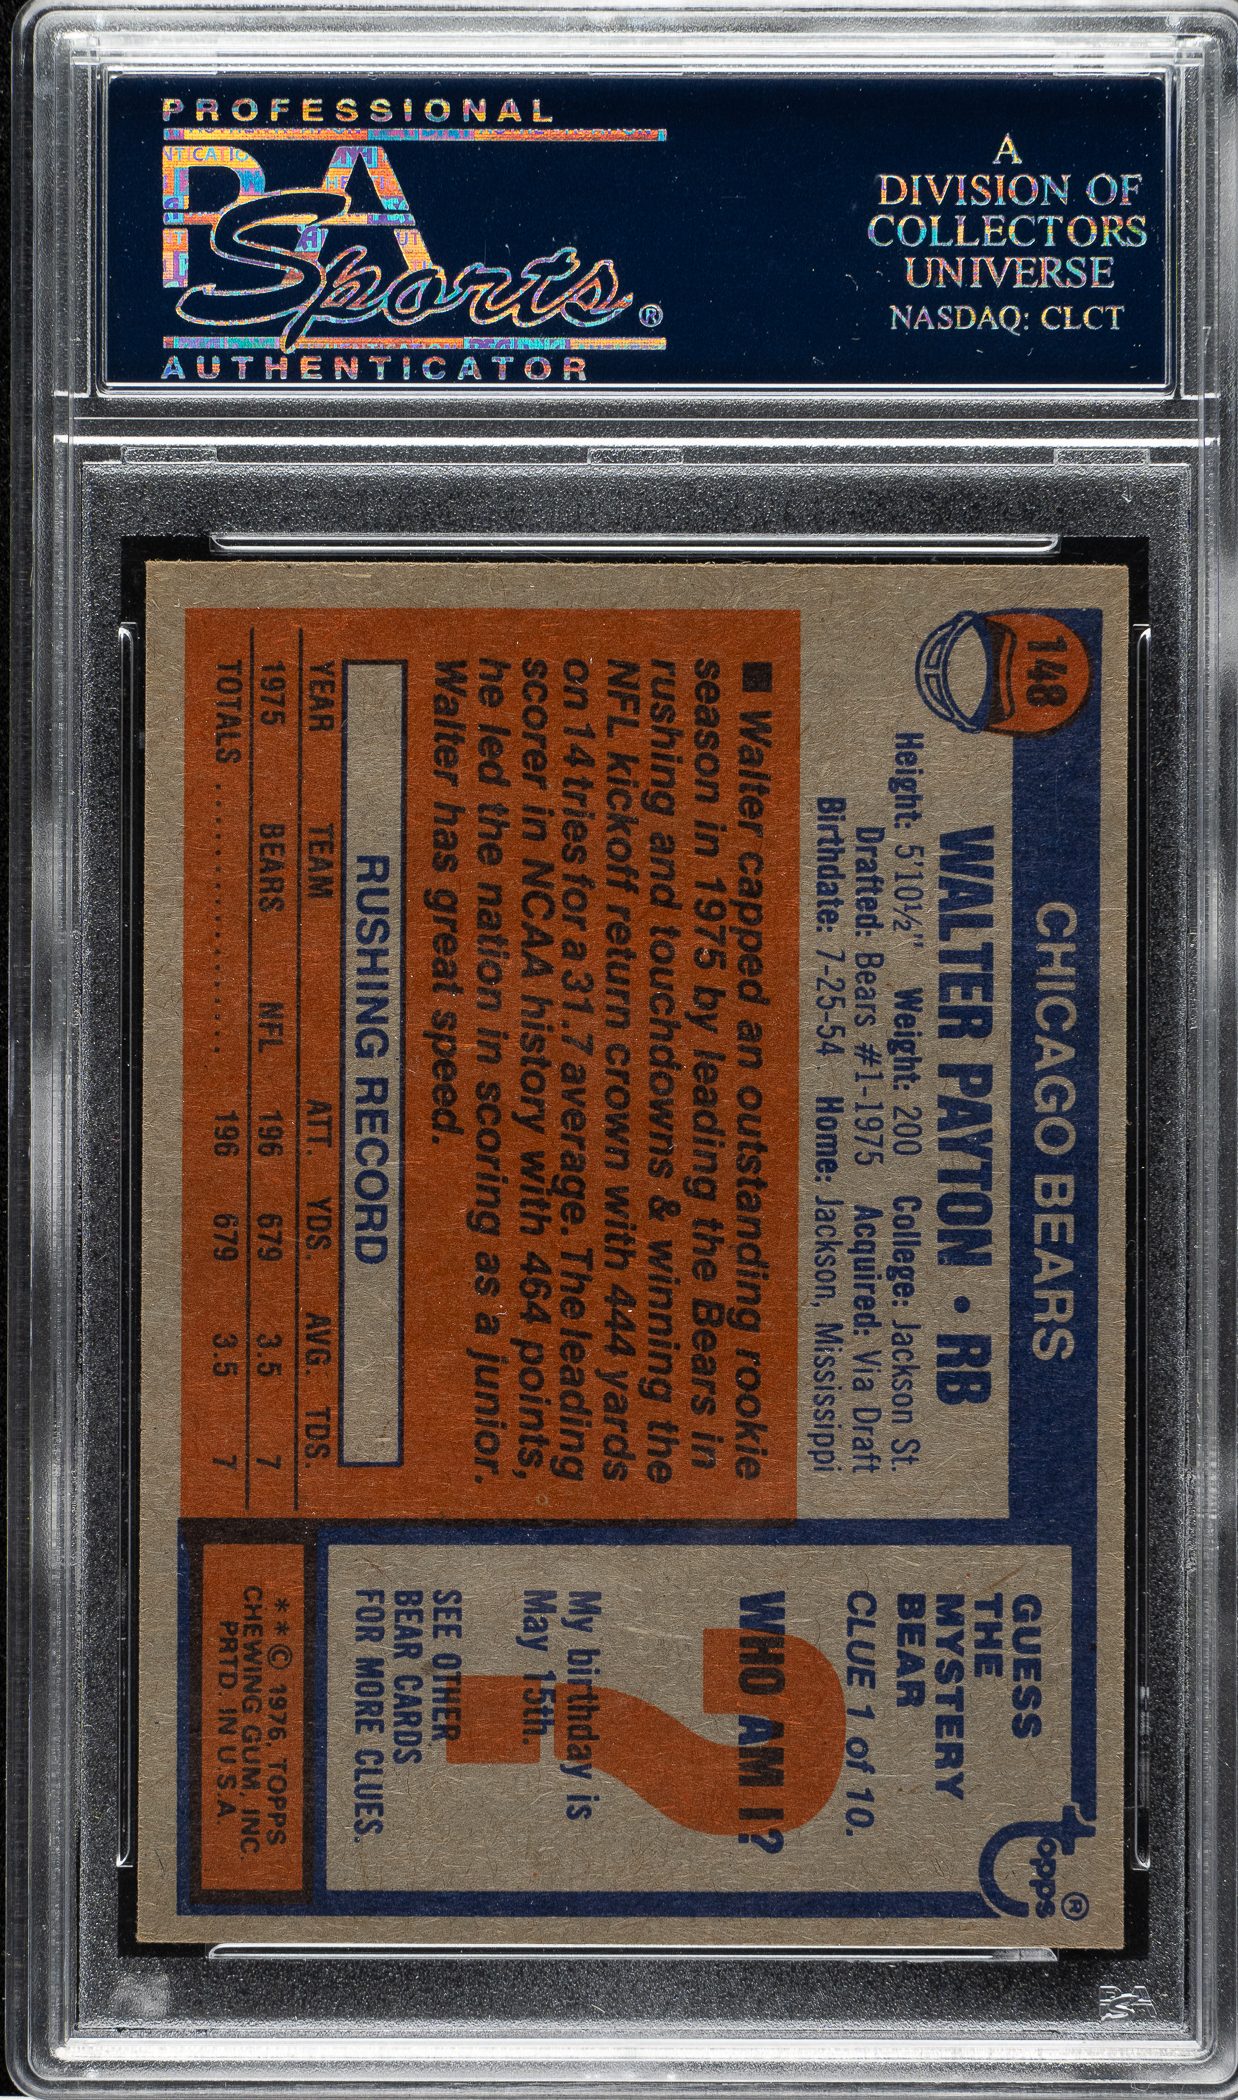 PROFESSIONAL
PSA
Sports®
AUTHENTICATOR
A
DIVISION OF
COLLECTORS
UNIVERSE
NASDAQ: CLCT
148
CHICAGO BEARS
WALTER PAYTON • RB
Height: 5'10½" Weight: 200 College: Jackson St.
Drafted: Bears #1-1975 Acquired: Via Draft
Birthdate: 7-25-54 Home: Jackson, Mississippi
■ Walter capped an outstanding rookie
season in 1975 by leading the Bears in
rushing and touchdowns & winning the
NFL kickoff return crown with 444 yards
on 14 tries for a 31.7 average. The leading
scorer in NCAA history with 464 points,
he led the nation in scoring as a junior.
Walter has great speed.
RUSHING RECORD
YEAR TEAM ATT. YDS. AVG. TDS.
1975 BEARS NFL 196 679 3.5 7
TOTALS .................... 196 679 3.5 7
topps®
GUESS
THE
MYSTERY
BEAR
CLUE 1 of 10.
?
WHO AM I?
My birthday is
May 15th.
SEE OTHER
BEAR CARDS
FOR MORE CLUES.
**© 1976, TOPPS
CHEWING GUM, INC.
PRTD. IN U.S.A.
PSA